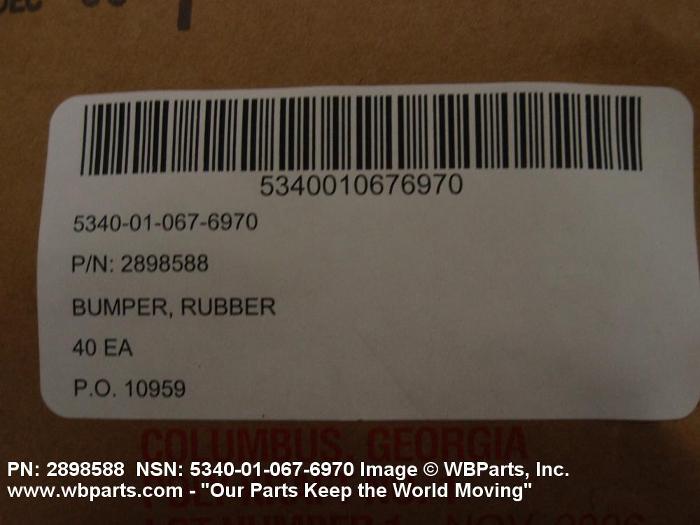 DEC
5340010676970
5340-01-067-6970
P/N: 2898588
BUMPER, RUBBER
40 EA
P.O. 10959
COLUMBUS, GEORGIA
PN: 2898588 NSN: 5340-01-067-6970 Image © WBParts, Inc.
www.wbparts.com - "Our Parts Keep the World Moving"